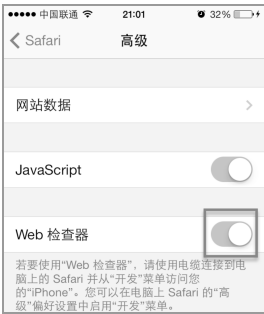 中国联通 21:01 32%
Safari 高级
网站数据
JavaScript
Web 检查器
若要使用“Web 检查器”，请使用电缆连接到电
脑上的 Safari 并从“开发”菜单访问您
的“iPhone”。您可以在电脑上 Safari 的“高
级”偏好设置中启用“开发”菜单。